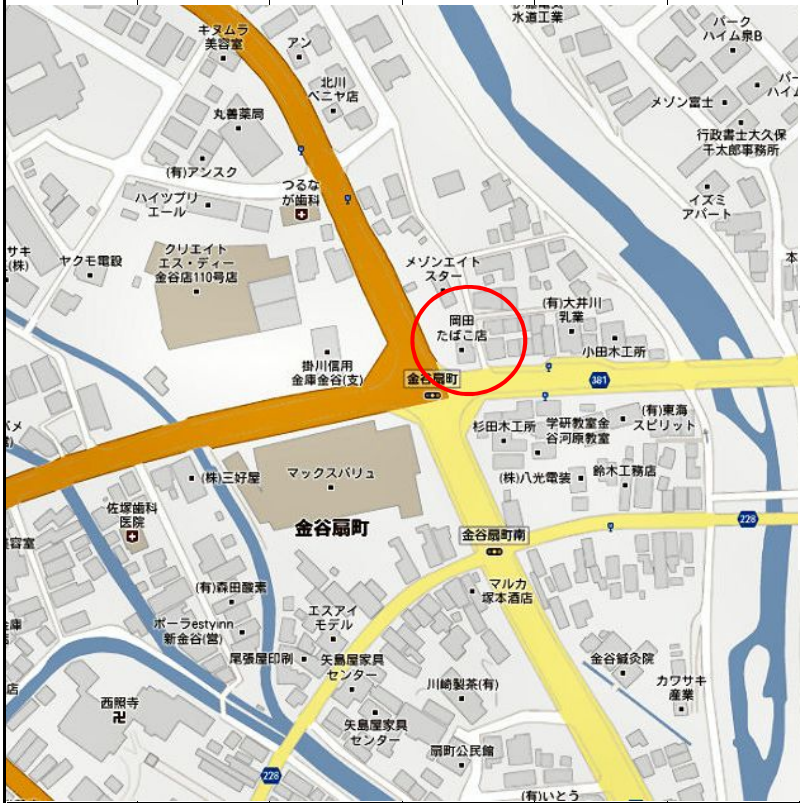 キヌムラ
美容室
アン
水道工業
パーク
ハイム泉B
北川
ベニヤ店
メゾン富士
丸善薬局
行政書士大久保
千太郎事務所
(有)アンスク
つるな
が歯科
ハイツプリ
エール
イズミ
アパート
サキ
(株)
ヤクモ電設
クリエイト
エス・ディー
金谷店110号店
メゾンエイト
スター
本
(有)大井川
乳業
岡田
たばこ店
小田木工所
掛川信用
金庫金谷(支)
金谷扇町
381
(有)東海
スピリット
杉田木工所
学研教室金
谷河原教室
(株)三好屋
マックスバリュ
(株)八光電装
鈴木工務店
佐塚歯科
医院
金谷扇町
金谷扇町南
228
美容室
(有)森田酸素
マルカ
塚本酒店
エスアイ
モデル
ポーラestyinn
新金谷(営)
尾張屋印刷
矢島屋家具
センター
金谷鍼灸院
川崎製茶(有)
カワサキ
産業
店
西照寺
矢島屋家具
センター
扇町公民館
228
(有)いとう